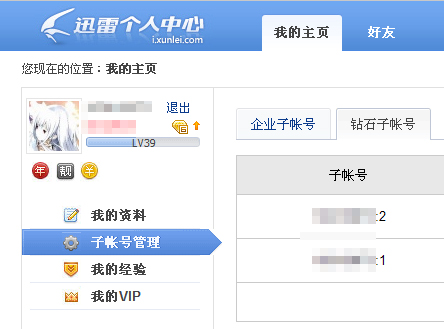 迅雷个人中心
i.xunlei.com
我的主页
好友
您现在的位置：我的主页
退出
LV39
年 靓 ¥
我的资料
子帐号管理
我的经验
我的VIP
企业子帐号
钻石子帐号
子帐号
:2
:1